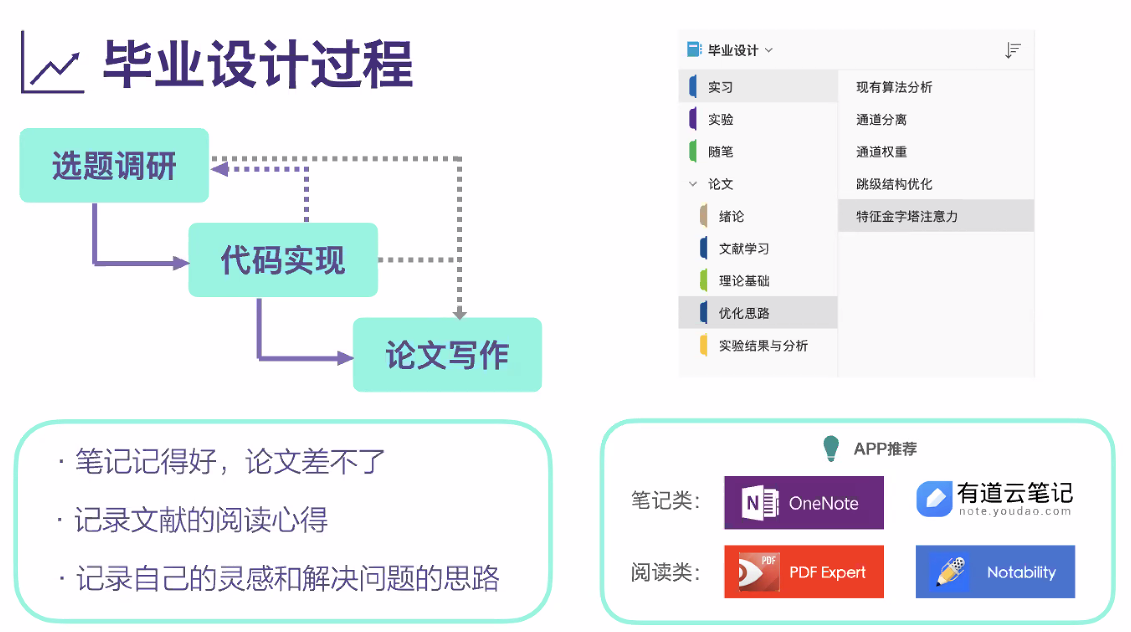 毕业设计过程
选题调研
代码实现
论文写作
毕业设计
实习
实验
随笔
论文
绪论
文献学习
理论基础
优化思路
实验结果与分析
现有算法分析
通道分离
通道权重
跳级结构优化
特征金字塔注意力
· 笔记记得好，论文差不了
· 记录文献的阅读心得
· 记录自己的灵感和解决问题的思路
APP推荐
笔记类：
N OneNote
有道云笔记
note.youdao.com
阅读类：
PDF PDF Expert
Notability